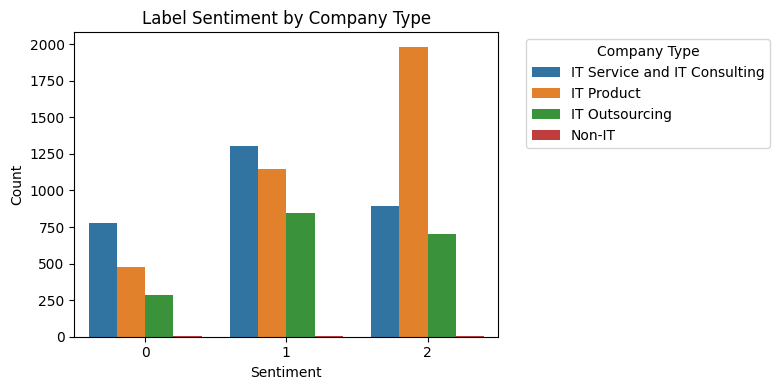 Label Sentiment by Company Type
Count
2000
1750
1500
1250
1000
750
500
250
0
0 1 2
Sentiment
Company Type
IT Service and IT Consulting
IT Product
IT Outsourcing
Non-IT